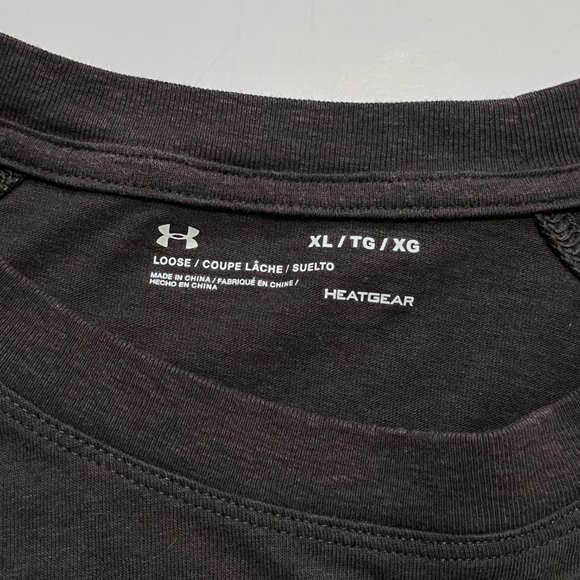 XL / TG / XG
LOOSE / COUPE LÂCHE / SUELTO
MADE IN CHINA / FABRIQUÉ EN CHINE /
HECHO EN CHINA
HEATGEAR